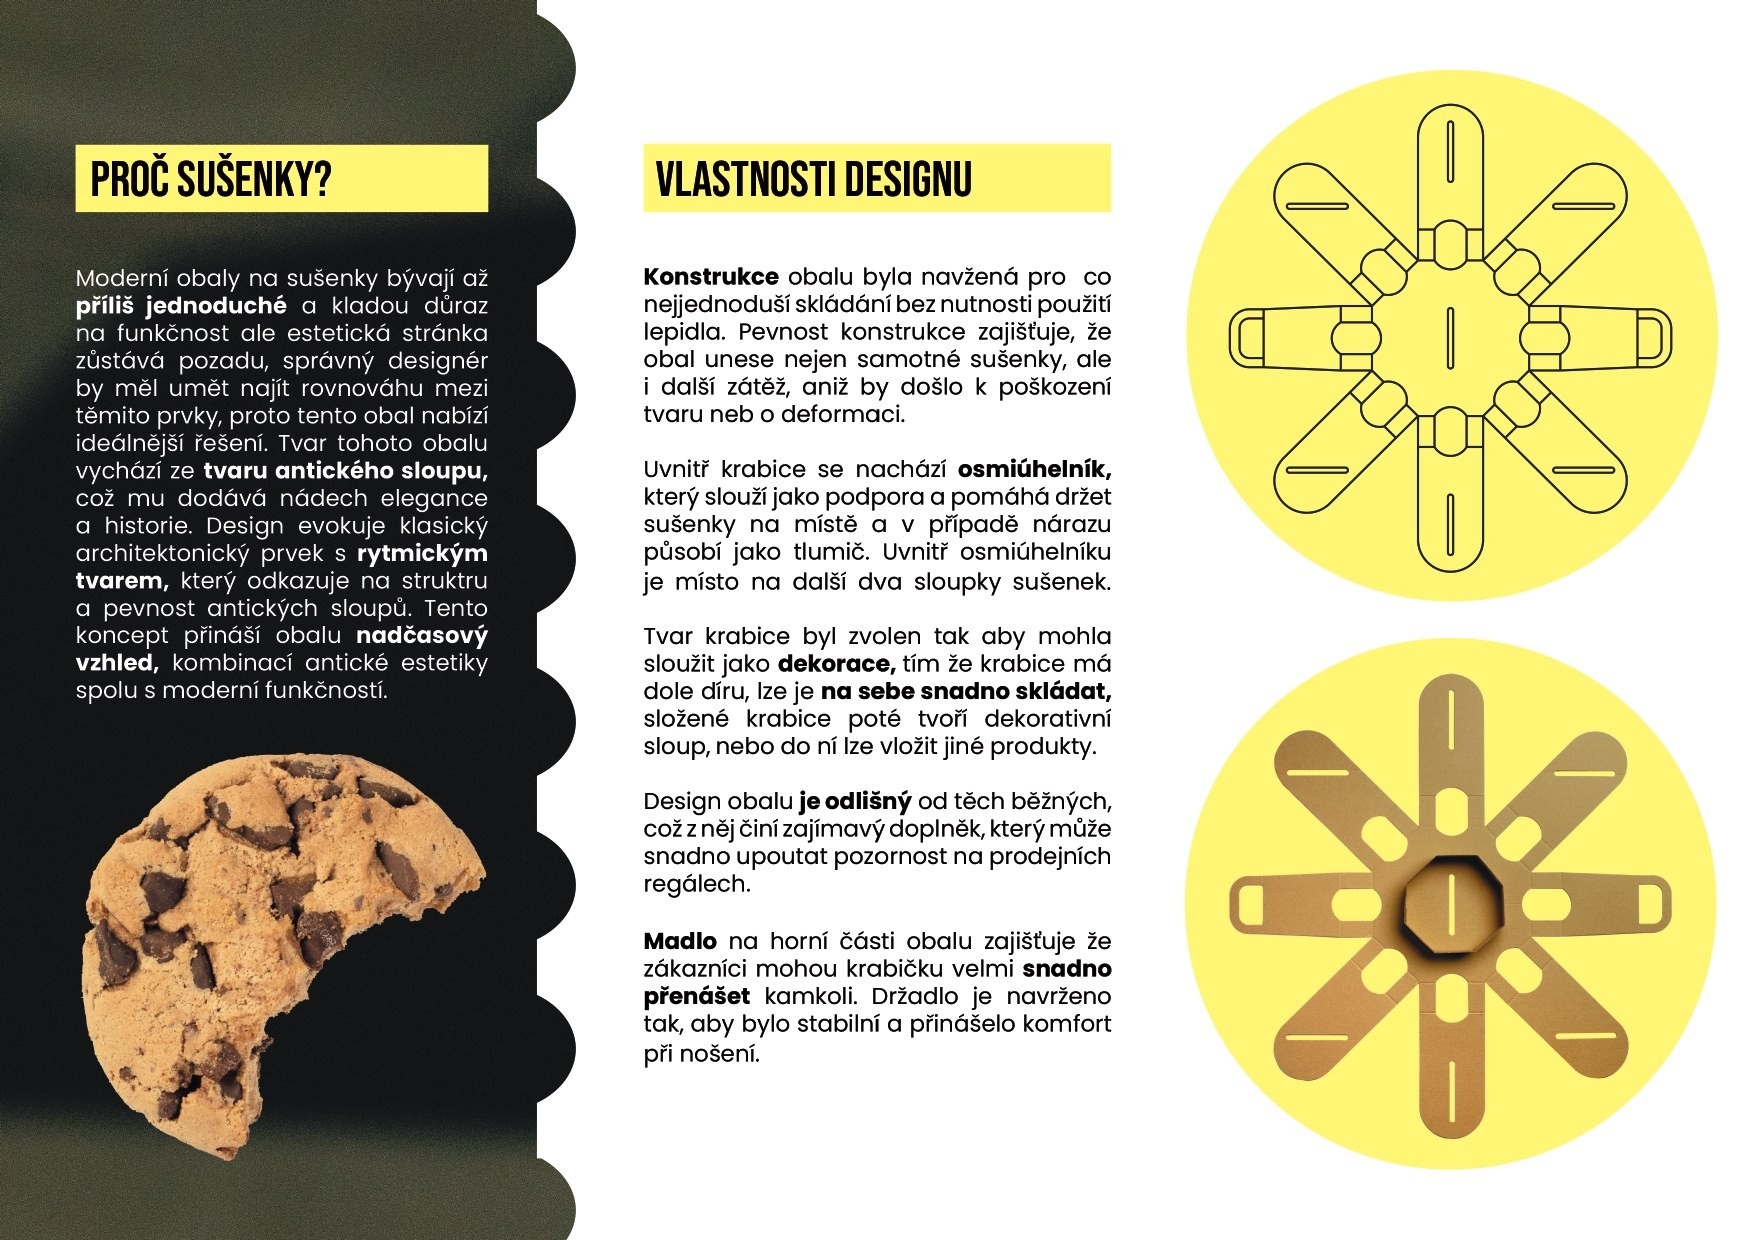 PROČ SUŠENKY?
Moderní obaly na sušenky bývají až
příliš jednoduché a kladou důraz
na funkčnost ale estetická stránka
zůstává pozadu, správný designér
by měl umět najít rovnováhu mezi
těmito prvky, proto tento obal nabízí
ideálnější řešení. Tvar tohoto obalu
vychází ze tvaru antického sloupu,
což mu dodává nádech elegance
a historie. Design evokuje klasický
architektonický prvek s rytmickým
tvarem, který odkazuje na struktru
a pevnost antických sloupů. Tento
koncept přináší obalu nadčasový
vzhled, kombinací antické estetiky
spolu s moderní funkčností.
VLASTNOSTI DESIGNU
Konstrukce obalu byla navžená pro co
nejjednoduší skládání bez nutnosti použití
lepidla. Pevnost konstrukce zajišťuje, že
obal unese nejen samotné sušenky, ale
i další zátěž, aniž by došlo k poškození
tvaru neb o deformaci.
Uvnitř krabice se nachází osmiúhelník,
který slouží jako podpora a pomáhá držet
sušenky na místě a v případě nárazu
působí jako tlumič. Uvnitř osmiúhelníku
je místo na další dva sloupky sušenek.
Tvar krabice byl zvolen tak aby mohla
sloužit jako dekorace, tím že krabice má
dole díru, lze je na sebe snadno skládat,
složené krabice poté tvoří dekorativní
sloup, nebo do ní lze vložit jiné produkty.
Design obalu je odlišný od těch běžných,
což z něj činí zajímavý doplněk, který může
snadno upoutat pozornost na prodejních
regálech.
Madlo na horní části obalu zajišťuje že
zákazníci mohou krabičku velmi snadno
přenášet kamkoli. Držadlo je navrženo
tak, aby bylo stabilní a přinášelo komfort
při nošení.